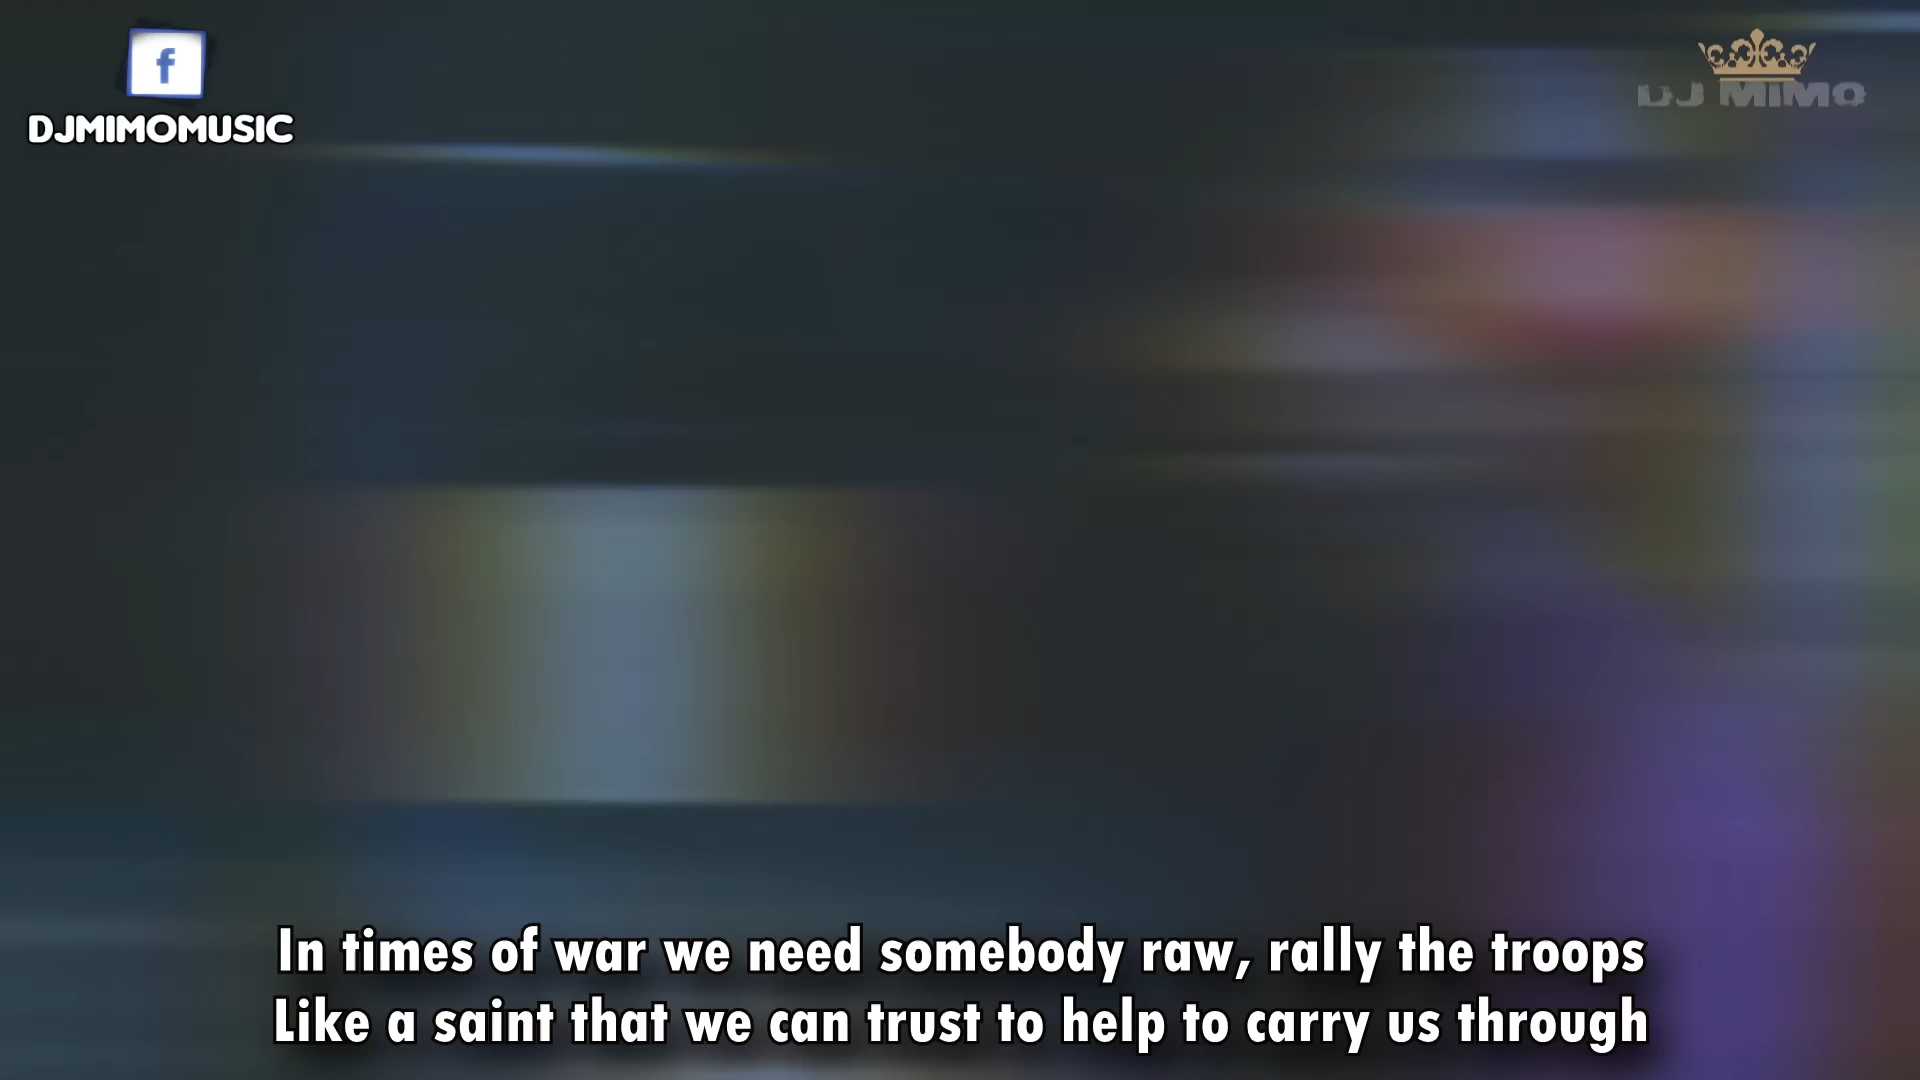 f
DJMIMOMUSIC
DJ MIMO
In times of war we need somebody raw, rally the troops
Like a saint that we can trust to help to carry us through